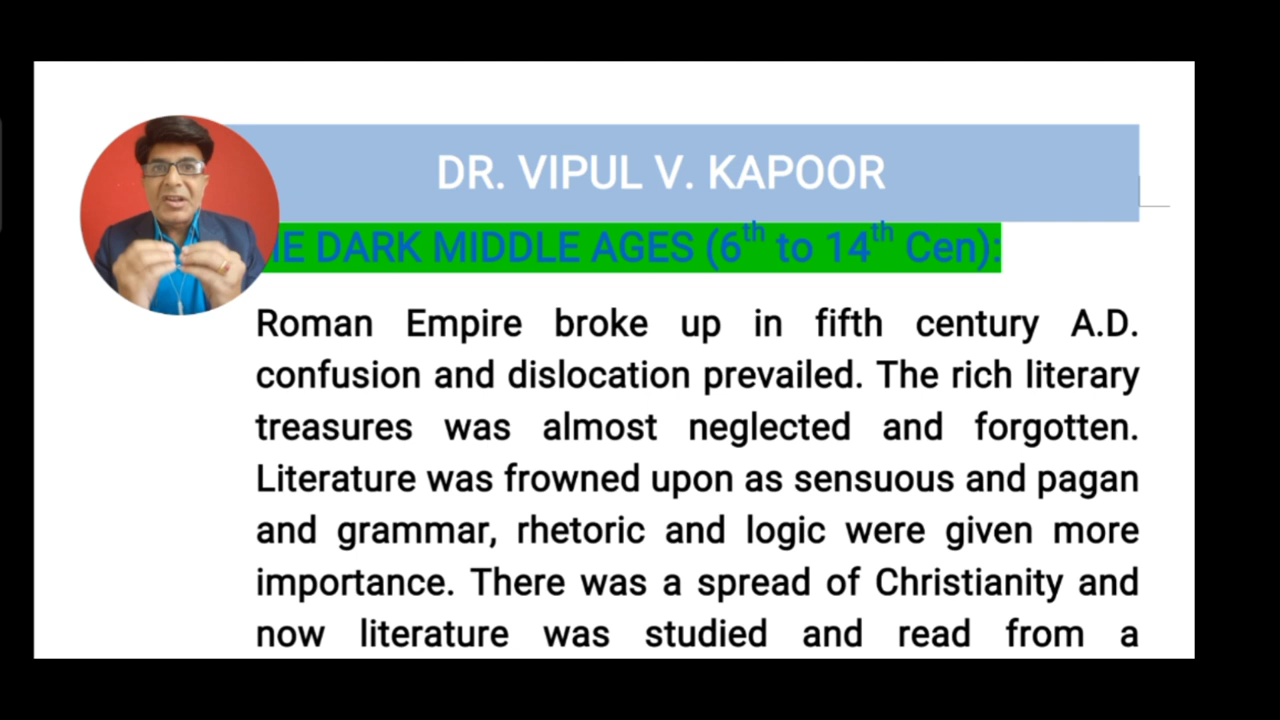 DR. VIPUL V. KAPOOR
HE DARK MIDDLE AGES (6th to 14th Cen):
Roman Empire broke up in fifth century A.D.
confusion and dislocation prevailed. The rich literary
treasures was almost neglected and forgotten.
Literature was frowned upon as sensuous and pagan
and grammar, rhetoric and logic were given more
importance. There was a spread of Christianity and
now literature was studied and read from a